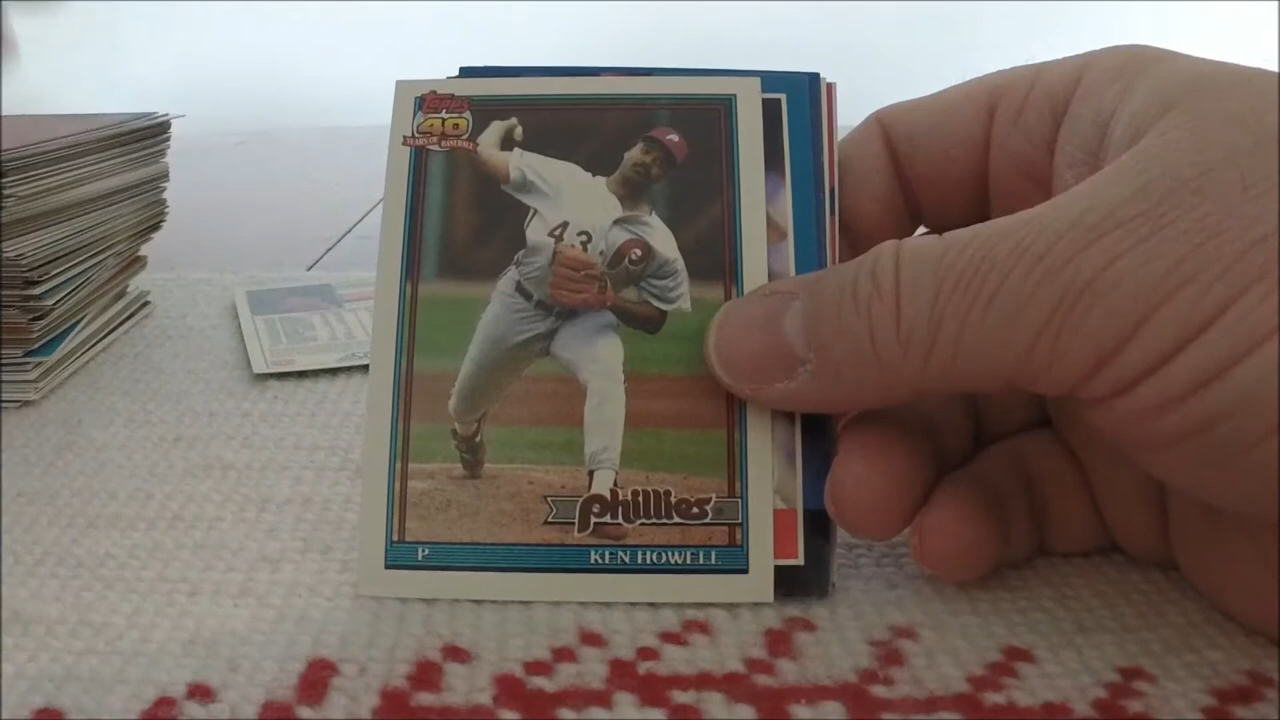 Topps
40
YEARS OF BASEBALL
43
Phillies
P KEN HOWELL